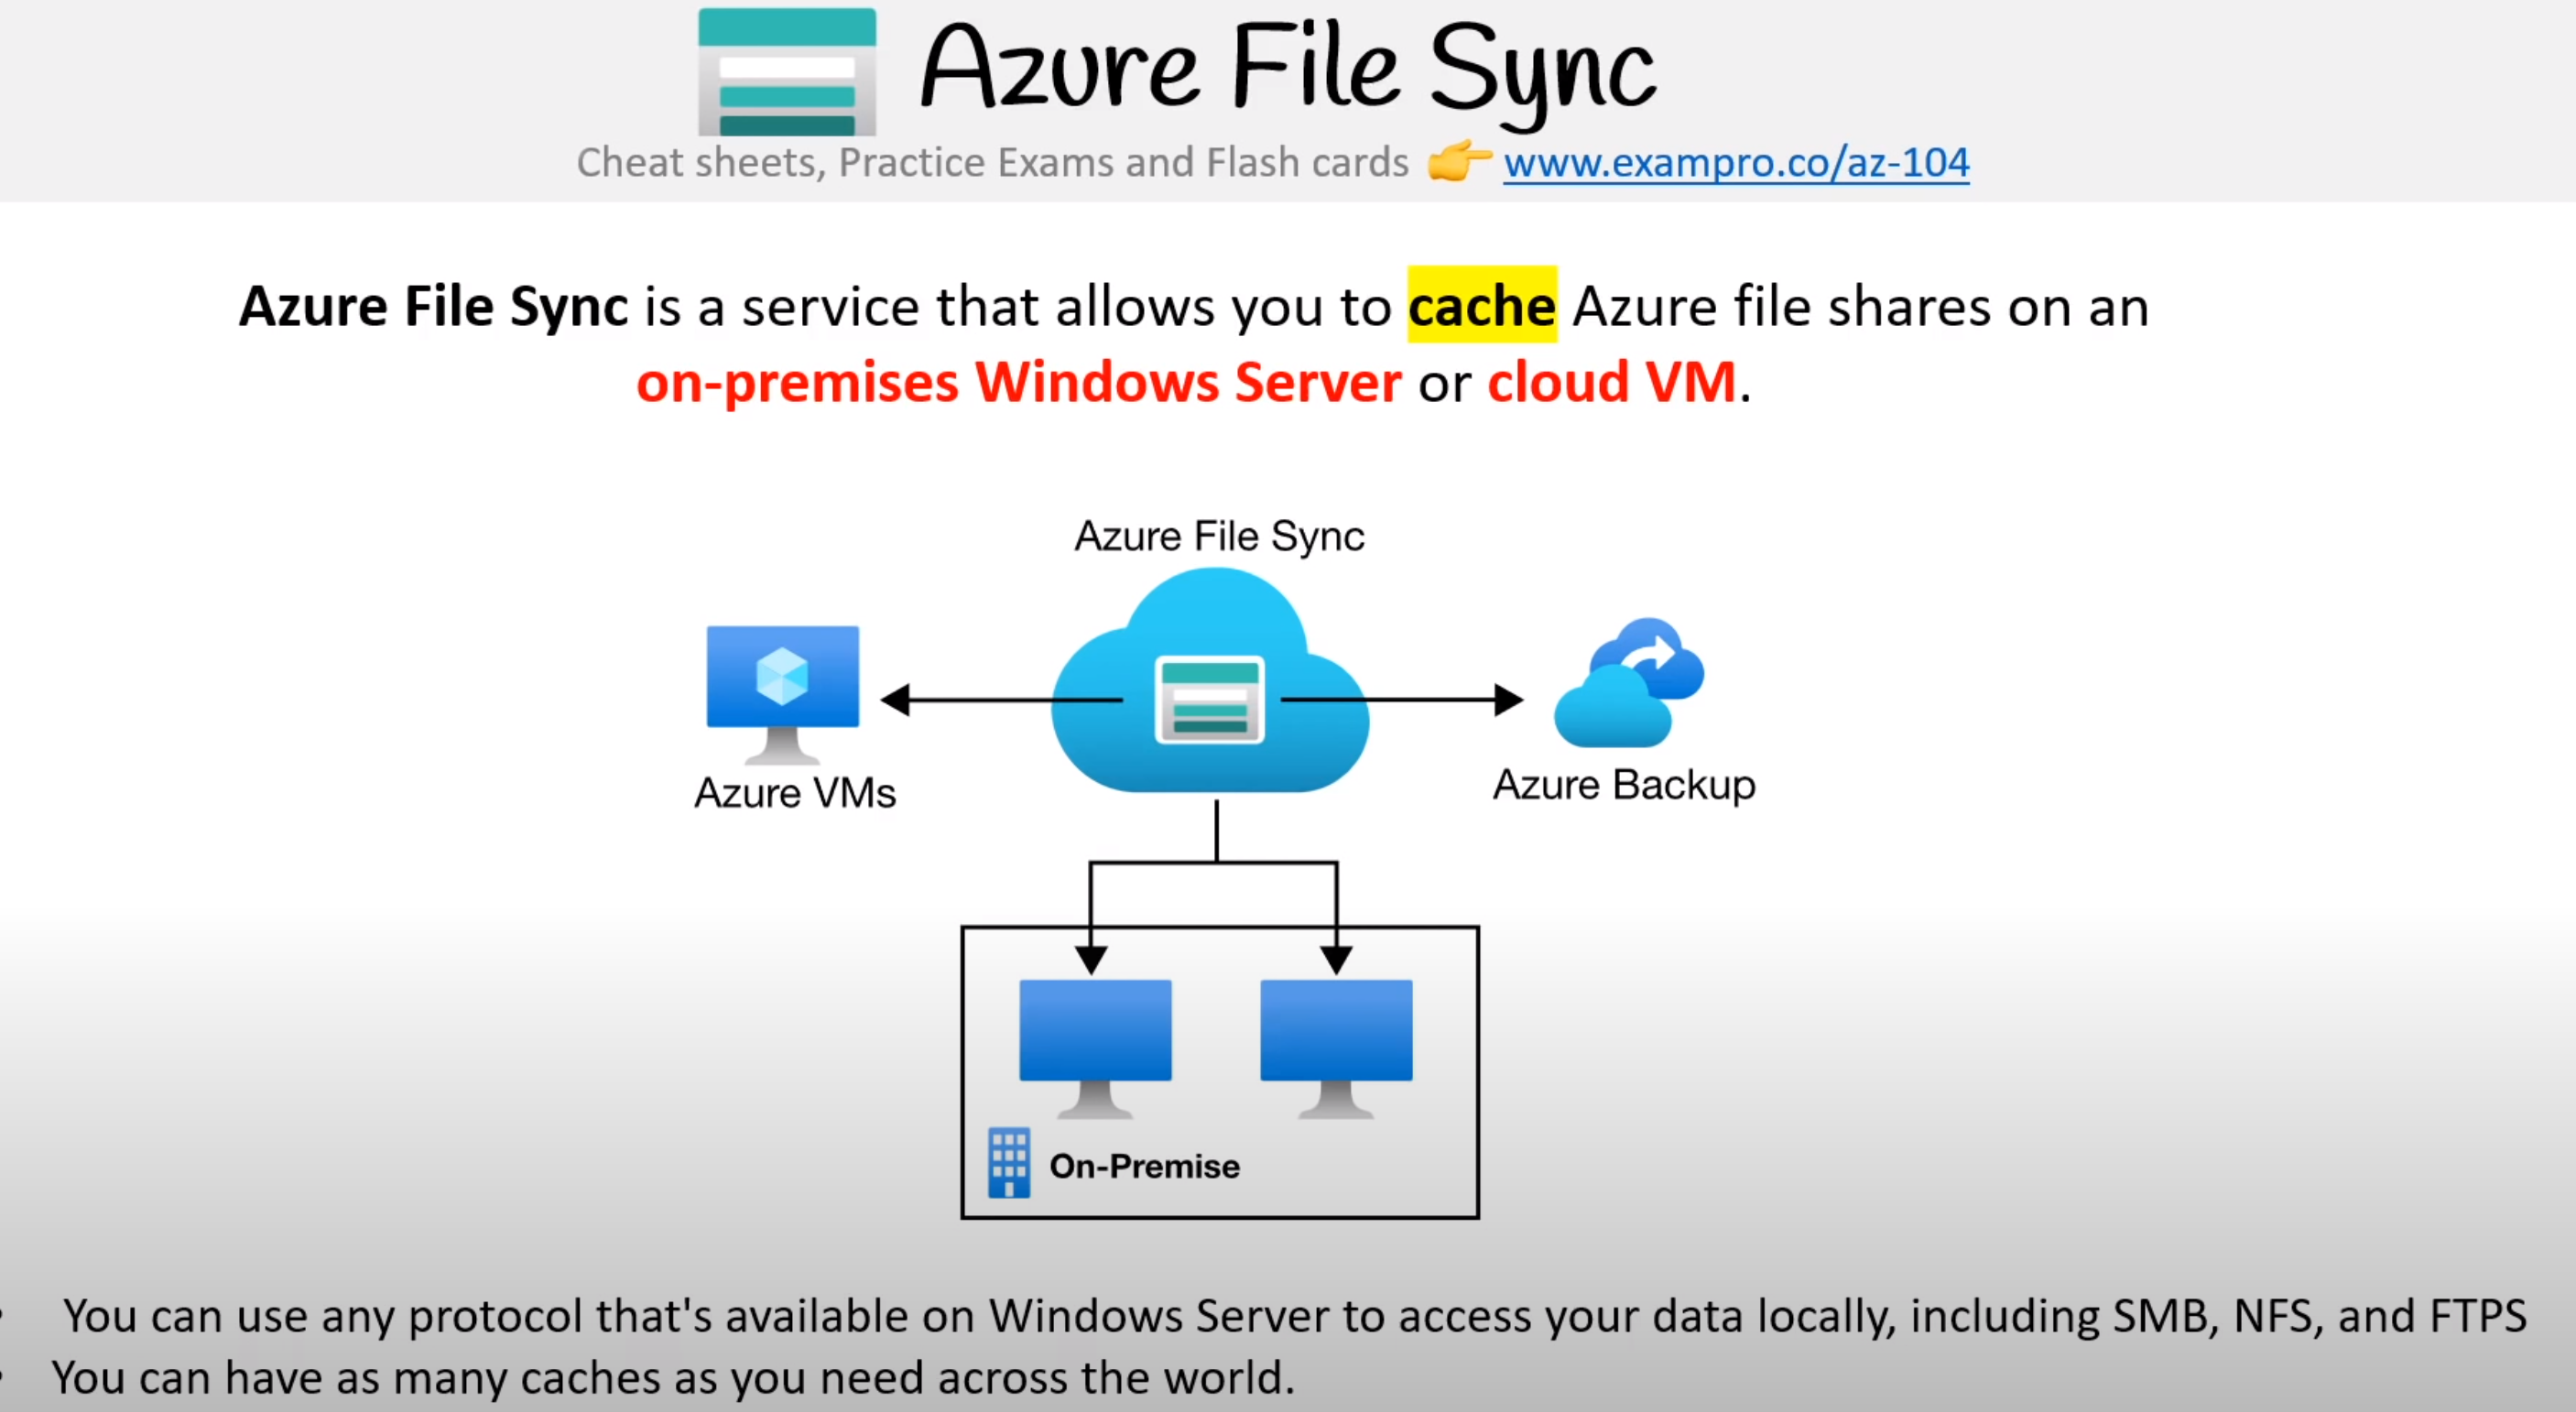 Azure File Sync
Cheat sheets, Practice Exams and Flash cards 👉 www.exampro.co/az-104
Azure File Sync is a service that allows you to cache Azure file shares on an
on-premises Windows Server or cloud VM.
Azure File Sync
Azure VMs
Azure Backup
On-Premise
• You can use any protocol that's available on Windows Server to access your data locally, including SMB, NFS, and FTPS
• You can have as many caches as you need across the world.